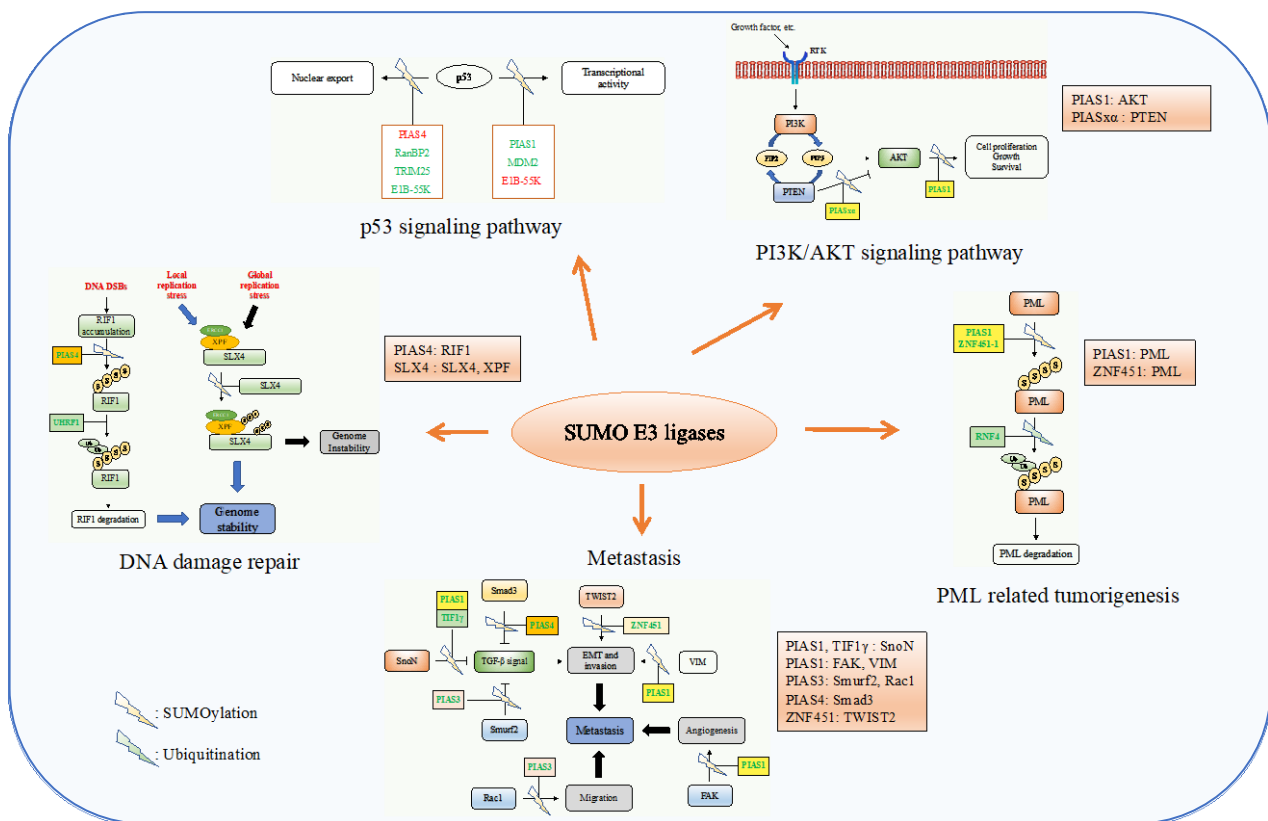 Nuclear export
p53
Transcriptional
activity
PIAS4
RanBP2
TRIM25
E1B-55K
PIAS1
MDM2
E1B-55K
p53 signaling pathway
Growth factor, etc.
RTK
PI3K
PIP2
PIP3
PTEN
AKT
Cell proliferation
Growth
Survival
PIASxα
PIAS1
PI3K/AKT signaling pathway
PIAS1: AKT
PIASxα : PTEN
DNA DSBs
RIF1
accumulation
PIAS4
S S S S
RIF1
UHRF1
Ub
Ub
S S S S
RIF1
RIF1 degradation
Local
replication
stress
Global
replication
stress
XPF
SLX4
SLX4
XPF
SLX4
Genome
Instability
Genome
stability
DNA damage repair
PIAS4: RIF1
SLX4 : SLX4, XPF
SUMO E3 ligases
PML
PIAS1
ZNF451-1
S
S
S
S
PML
RNF4
Ub
Ub
S
S
S
S
PML
PML degradation
PML related tumorigenesis
PIAS1: PML
ZNF451: PML
Metastasis
PIAS1
TIF1γ
Smad3
PIAS4
TWIST2
ZNF451
SnoN
TGF-β signal
EMT and
invasion
VIM
PIAS3
PIAS1
Smurf2
Metastasis
Angiogenesis
PIAS3
PIAS1
Rac1
Migration
FAK
PIAS1, TIF1γ : SnoN
PIAS1: FAK, VIM
PIAS3: Smurf2, Rac1
PIAS4: Smad3
ZNF451: TWIST2
: SUMOylation
: Ubiquitination